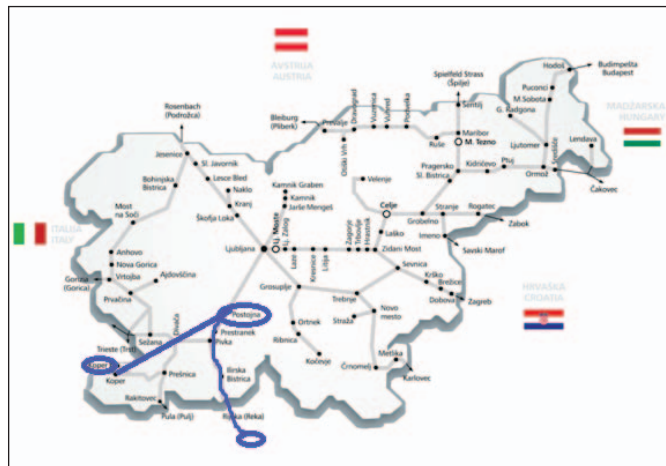 AVSTRIJA
AUSTRIA
Spielfeld Strass
(Špilje)
Hodoš
Budimpešta
Budapest
Rosenbach
(Podrožca)
Bleiburg
(Pliberk)
Prevalje
Dravograd
Vuzenica
Vuhred
Podvelka
Šentilj
Puconci
M.Sobota
G. Radgona
MADŽARSKA
HUNGARY
Otiški Vrh
Ruše
Maribor
M. Tezno
Ljutomer
Lendava
Središče
Jesenice
Sl. Javornik
Lesce Bled
Bohinjska
Bistrica
Naklo
Kranj
Škofja Loka
Kamnik Graben
Kamnik
Jarše Mengeš
Velenje
Pragersko
Sl. Bistrica
Kidričevo
Ptuj
Ormož
Čakovec
Most
na Soči
Celje
Stranje
Rogatec
Grobelno
Zabok
Laško
Imeno
Savski Marof
ITALIJA
ITALY
Ljubljana
Lj. Moste
Lj. Zalog
Laze
Kresnice
Litija
Zagorje
Trbovlje
Hrastnik
Zidani Most
Anhovo
Nova Gorica
Vrtojba
Gorizia
(Gorica)
Ajdovščina
Prvačina
Grosuplje
Sevnica
Krško
Brežice
Dobova
Zagreb
HRVAŠKA
CROATIA
Trebnje
Novo
mesto
Straža
Postojna
Prestranek
Pivka
Divača
Sežana
Trieste (Trst)
Ortnek
Ribnica
Kočevje
Metlika
Črnomelj
Karlovec
Koper
Koper
Prešnica
Ilirska
Bistrica
Rakitovec
Pula (Pulj)
Rijeka (Reka)